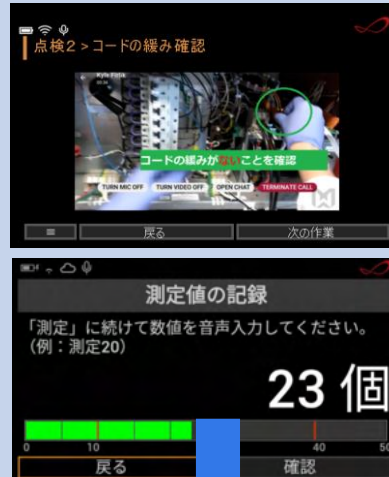 点検2>コードの緩み確認
00:36
コードの緩みがないことを確認
TURN MIC OFF
TURN VIDEO OFF
OPEN CHAT
TERMINATE CALL
戻る
次の作業
測定値の記録
「測定」に続けて数値を音声入力してください。
(例：測定20)
23 個
0 10 40 50
戻る
確認